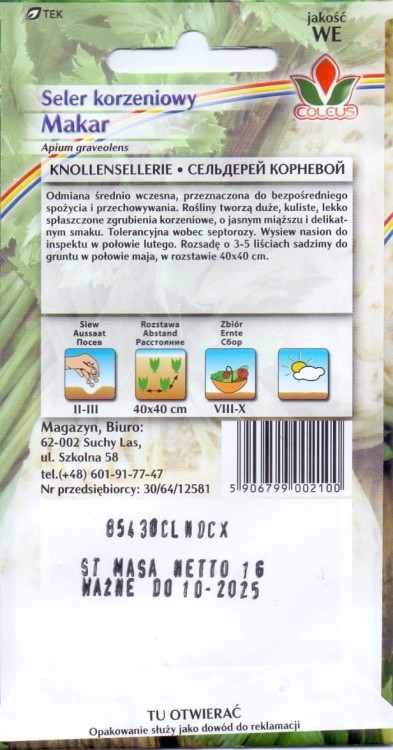 TEK
jakość
WE
Seler korzeniowy
Makar
Apium graveolens
COLEUS
KNOLLENSELLERIE • СЕЛЬДЕРЕЙ КОРНЕВОЙ
Odmiana średnio wczesna, przeznaczona do bezpośredniego
spożycia i przechowywania. Rośliny tworzą duże, kuliste, lekko
spłaszczone zgrubienia korzeniowe, o jasnym miąższu i delikat-
nym smaku. Tolerancyjna wobec septorozy. Wysiew nasion do
inspektu w połowie lutego. Rozsadę o 3-5 liściach sadzimy do
gruntu w połowie maja, w rozstawie 40x40 cm.
Siew
Aussaat
Посев
Rozstawa
Abstand
Расстояние
Zbiór
Ernte
Сбор
II-III
40x40 cm
VIII-X
Magazyn, Biuro:
62-002 Suchy Las,
ul. Szkolna 58
tel.(+48) 601-91-77-47
Nr przedsiębiorcy: 30/64/12581
5 906799 002100
85430CLNDCX
ST MASA NETTO 1G
WAŻNE DO 10-2025
TU OTWIERAĆ
Opakowanie służy jako dowód do reklamacji